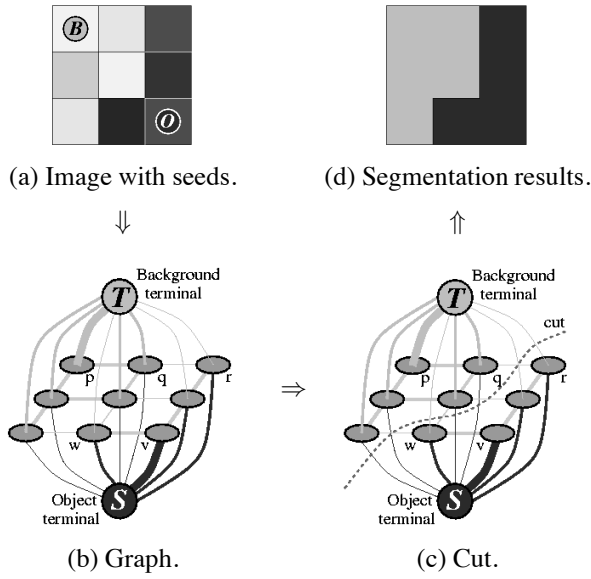 B
O
(a) Image with seeds.
(d) Segmentation results.
⇓
⇑
Background
terminal
T
p
q
r
w
v
Object
terminal
S
(b) Graph.
⇒
Background
terminal
T
cut
p
q
r
w
v
Object
terminal
S
(c) Cut.